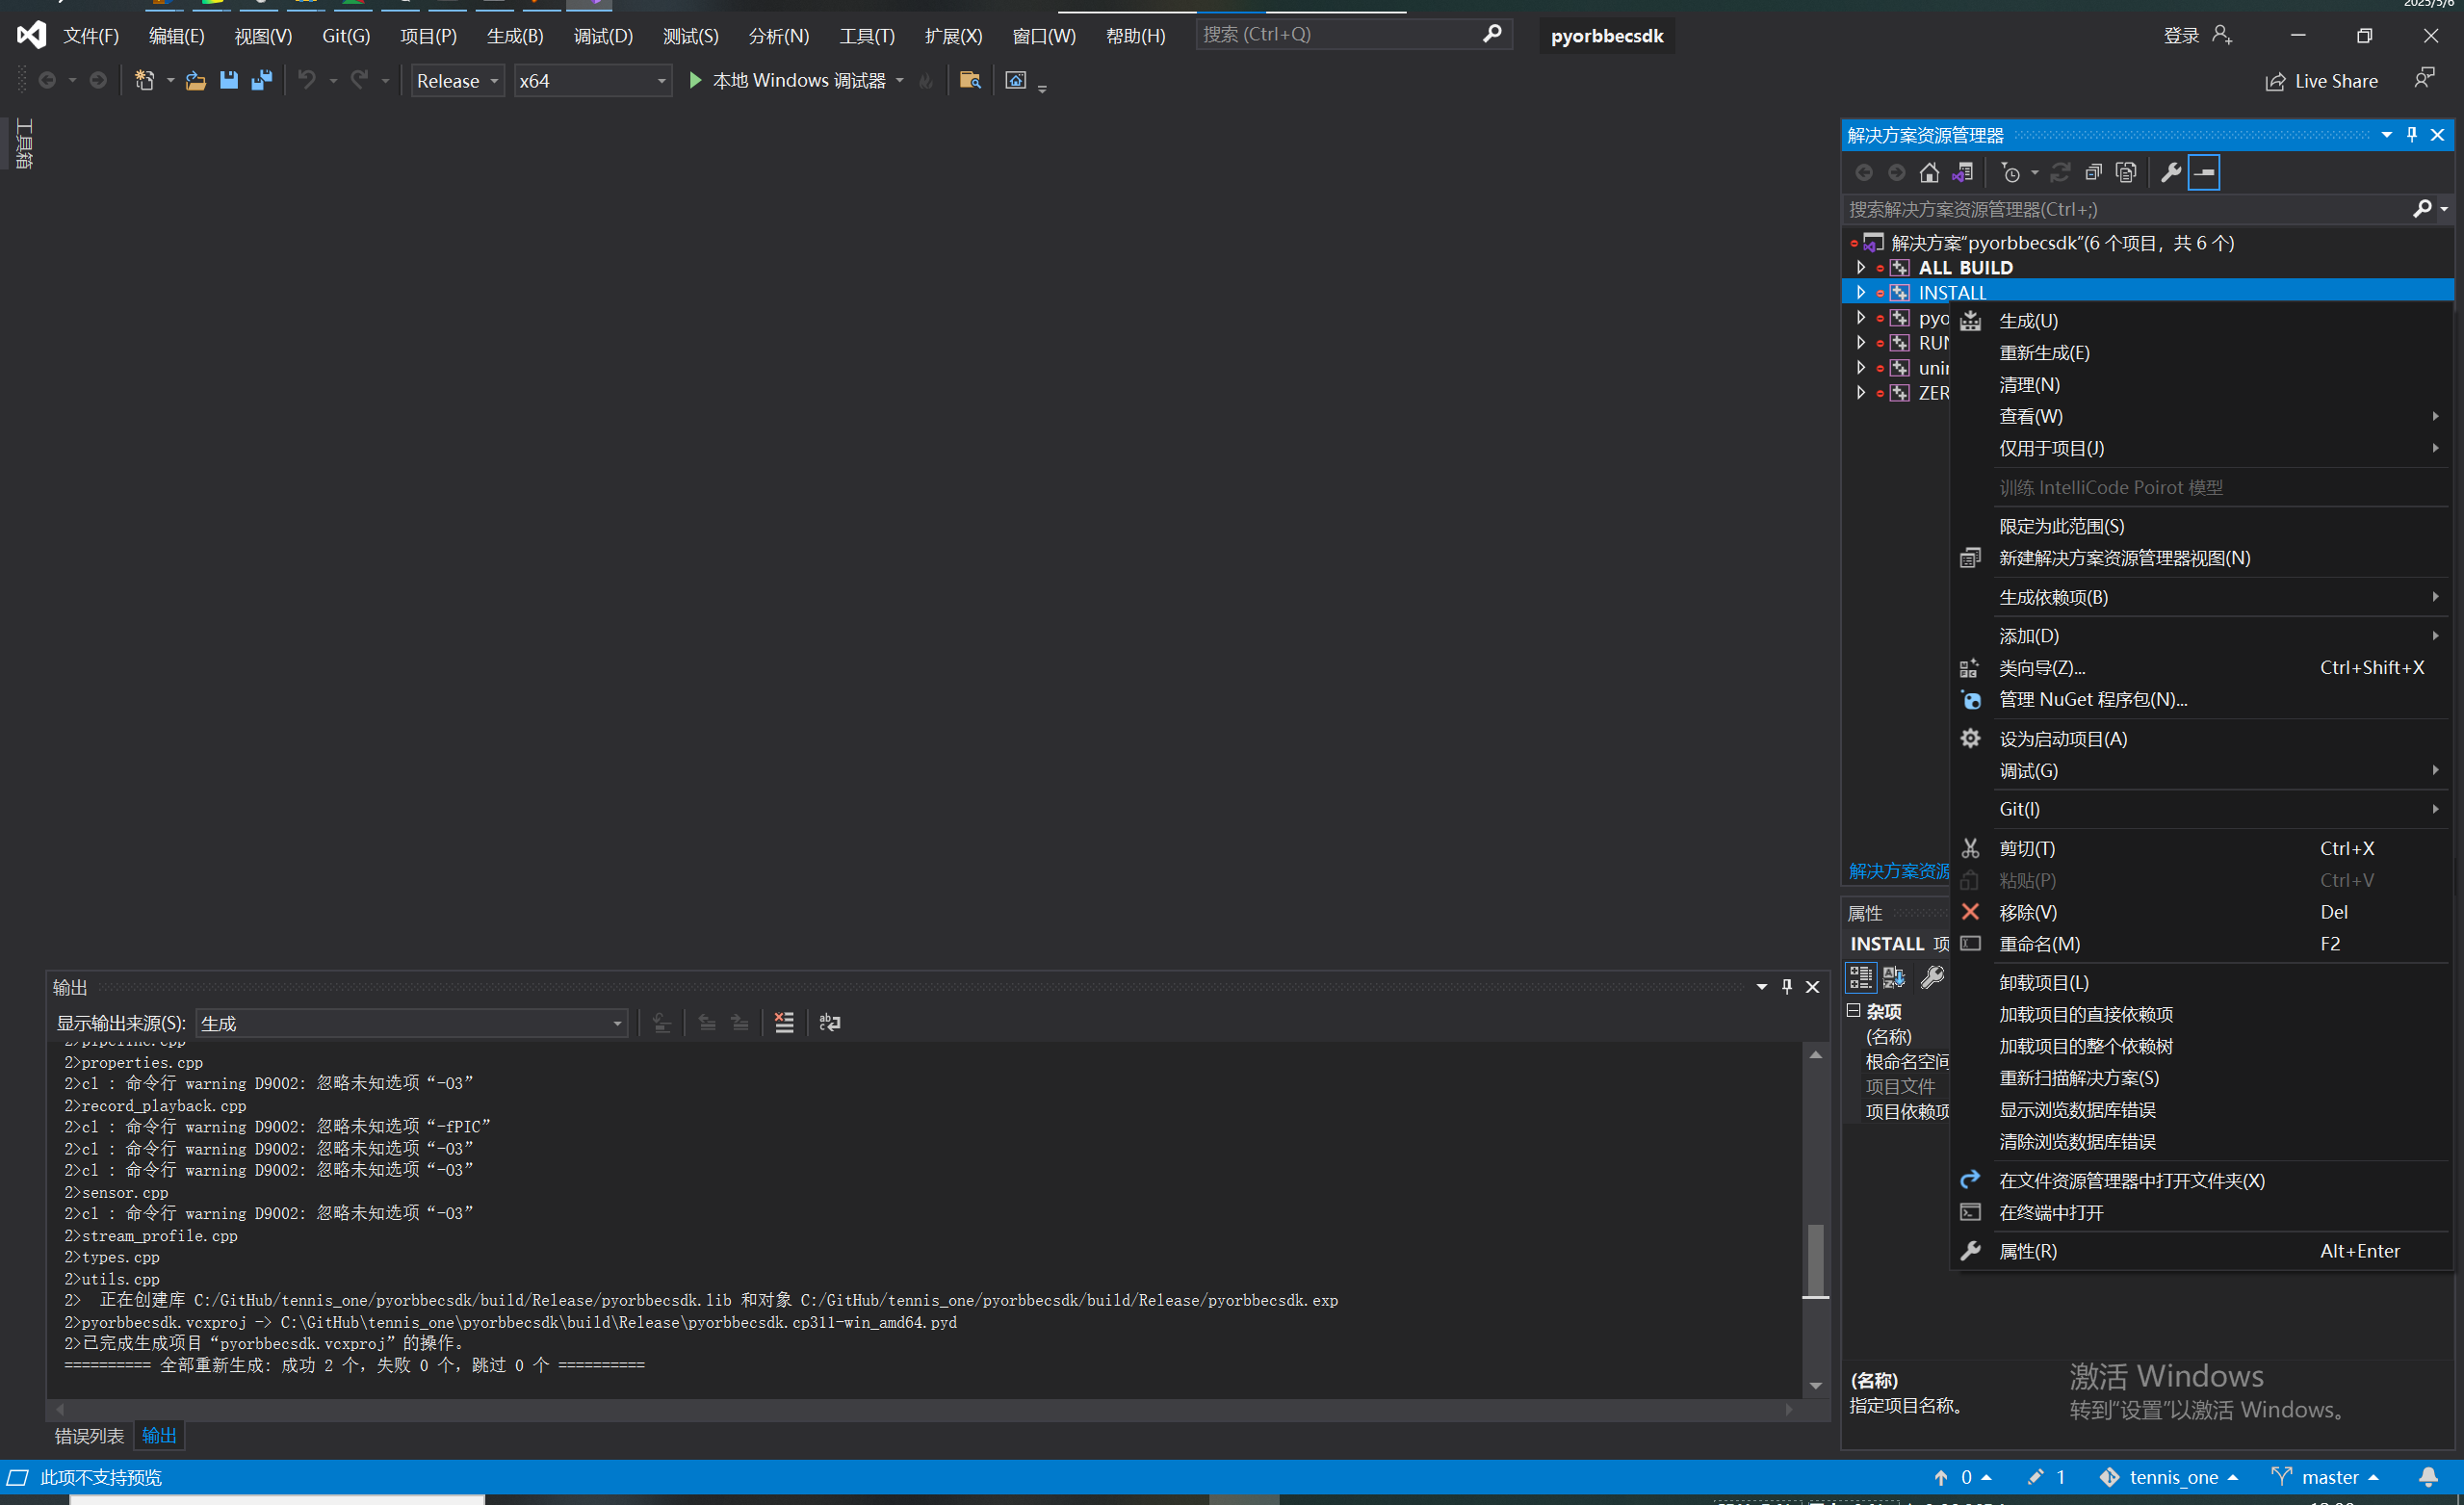 2025/5/6
文件(F) 编辑(E) 视图(V) Git(G) 项目(P) 生成(B) 调试(D) 测试(S) 分析(N) 工具(T) 扩展(X) 窗口(W) 帮助(H) 搜索 (Ctrl+Q) pyorbbecsdk 登录
Release x64 本地 Windows 调试器 Live Share
工具箱
解决方案资源管理器
搜索解决方案资源管理器(Ctrl+;)
解决方案"pyorbbecsdk"(6 个项目，共 6 个)
ALL_BUILD
INSTALL
pyo
RUN
unin
ZER
生成(U)
重新生成(E)
清理(N)
查看(W)
仅用于项目(J)
训练 IntelliCode Poirot 模型
限定为此范围(S)
新建解决方案资源管理器视图(N)
生成依赖项(B)
添加(D)
类向导(Z)... Ctrl+Shift+X
管理 NuGet 程序包(N)...
设为启动项目(A)
调试(G)
Git(I)
剪切(T) Ctrl+X
粘贴(P) Ctrl+V
移除(V) Del
重命名(M) F2
卸载项目(L)
加载项目的直接依赖项
加载项目的整个依赖树
重新扫描解决方案(S)
显示浏览数据库错误
清除浏览数据库错误
在文件资源管理器中打开文件夹(X)
在终端中打开
属性(R) Alt+Enter
解决方案资源
属性
INSTALL 项
杂项
(名称)
根命名空间
项目文件
项目依赖项
(名称)
指定项目名称。
激活 Windows
转到"设置"以激活 Windows。
输出
显示输出来源(S): 生成
2>pipeline.cpp
2>properties.cpp
2>cl : 命令行 warning D9002: 忽略未知选项“-O3”
2>record_playback.cpp
2>cl : 命令行 warning D9002: 忽略未知选项“-fPIC”
2>cl : 命令行 warning D9002: 忽略未知选项“-O3”
2>cl : 命令行 warning D9002: 忽略未知选项“-O3”
2>sensor.cpp
2>cl : 命令行 warning D9002: 忽略未知选项“-O3”
2>stream_profile.cpp
2>types.cpp
2>utils.cpp
2> 正在创建库 C:/GitHub/tennis_one/pyorbbecsdk/build/Release/pyorbbecsdk.lib 和对象 C:/GitHub/tennis_one/pyorbbecsdk/build/Release/pyorbbecsdk.exp
2>pyorbbecsdk.vcxproj -> C:\GitHub\tennis_one\pyorbbecsdk\build\Release\pyorbbecsdk.cp311-win_amd64.pyd
2>已完成生成项目“pyorbbecsdk.vcxproj”的操作。
========== 全部重新生成: 成功 2 个，失败 0 个，跳过 0 个 ==========
错误列表 输出
此项不支持预览 0 1 tennis_one master